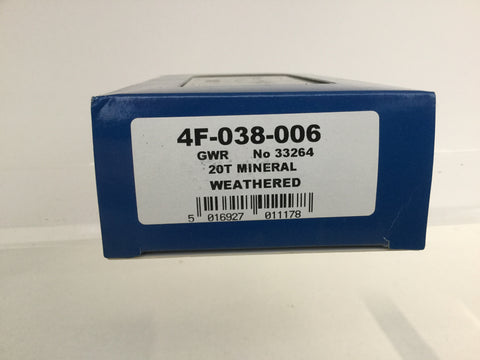 4F-038-006
GWR No 33264
20T MINERAL
WEATHERED
5 016927 011178